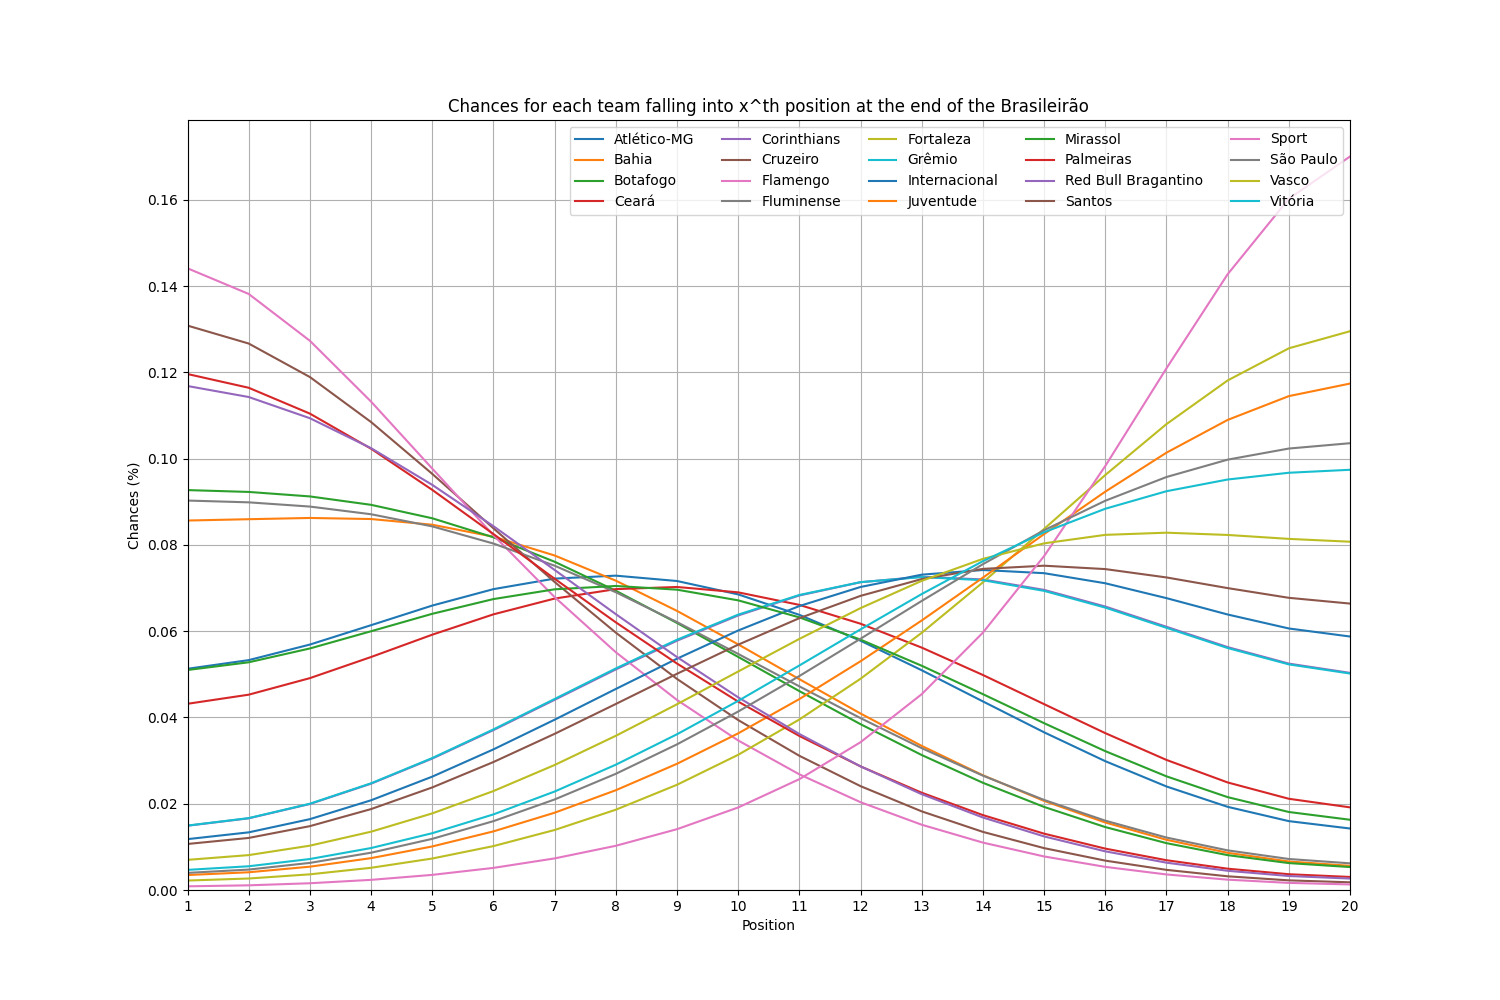 Chances for each team falling into x^th position at the end of the Brasileirão
Atlético-MG
Bahia
Botafogo
Ceará
Corinthians
Cruzeiro
Flamengo
Fluminense
Fortaleza
Grêmio
Internacional
Juventude
Mirassol
Palmeiras
Red Bull Bragantino
Santos
Sport
São Paulo
Vasco
Vitória
Chances (%)
0.16
0.14
0.12
0.10
0.08
0.06
0.04
0.02
0.00
1 2 3 4 5 6 7 8 9 10 11 12 13 14 15 16 17 18 19 20
Position